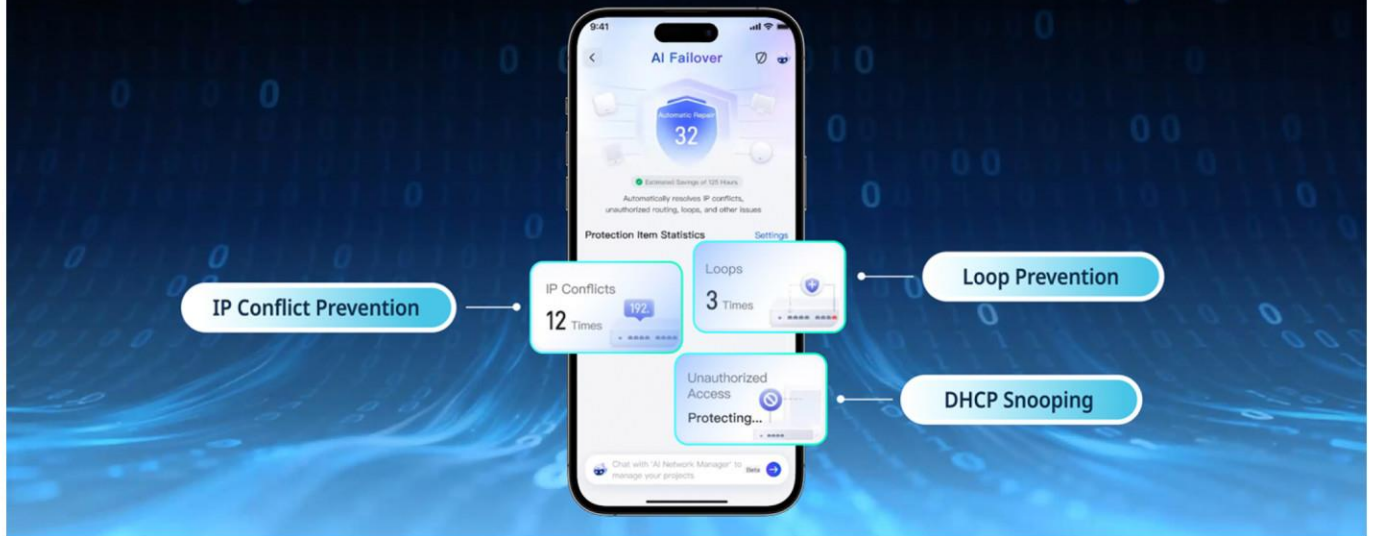 9:41
AI Failover
Automatic Repair
32
Estimated Savings of 125 Hours
Automatically resolves IP conflicts,
unauthorized routing, loops, and other issues
Protection Item Statistics
Settings
IP Conflict Prevention
IP Conflicts
12 Times
192.
Loops
3 Times
Loop Prevention
Unauthorized
Access
Protecting...
DHCP Snooping
Chat with "AI Network Manager" to
manage your projects
Beta